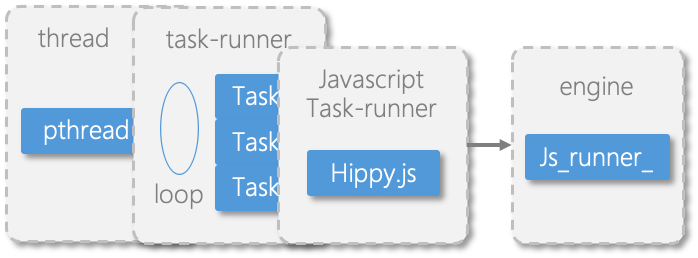 thread
pthread
task-runner
loop
Task
Task
Task
Javascript
Task-runner
Hippy.js
engine
Js_runner_